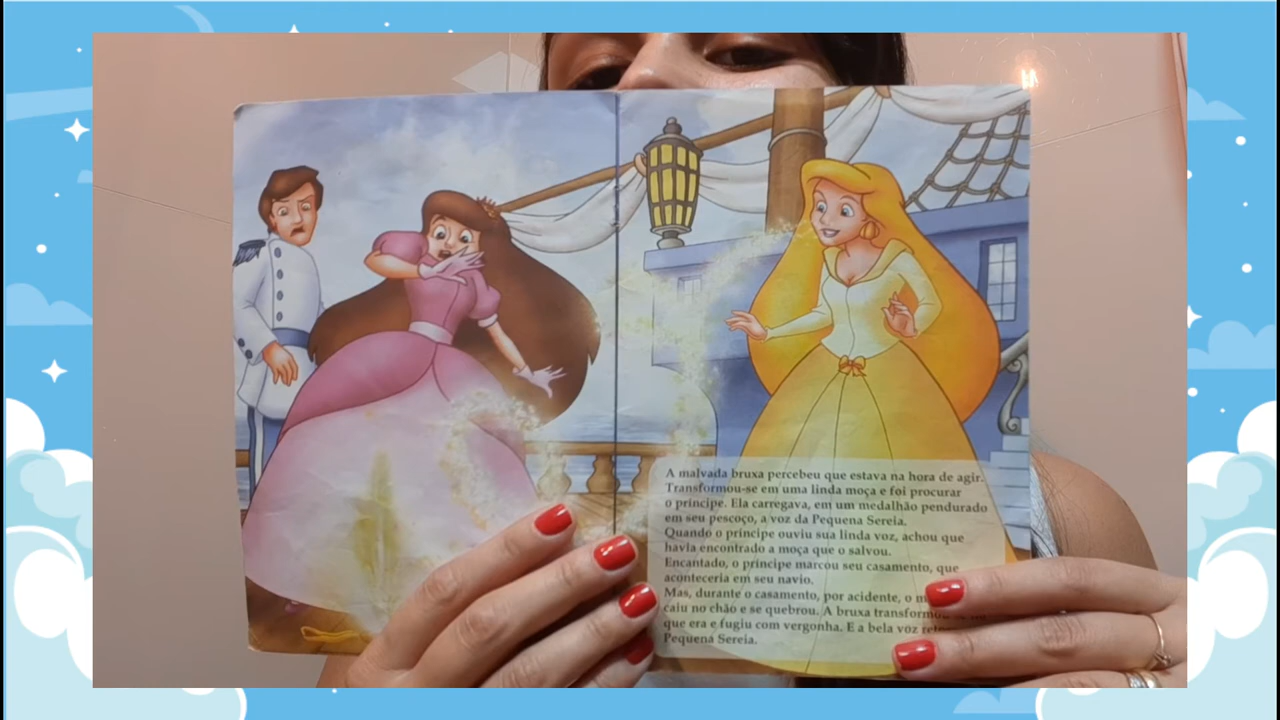 A malvada bruxa percebeu que estava na hora de agir.
Transformou-se em uma linda moça e foi procurar
o príncipe. Ela carregava, em um medalhão pendurado
em seu pescoço, a voz da Pequena Sereia.
Quando o príncipe ouviu sua linda voz, achou que
havia encontrado a moça que o salvou.
Encantado, o príncipe marcou seu casamento, que
aconteceria em seu navio.
Mas, durante o casamento, por acidente, o
caiu no chão e se quebrou. A bruxa
que era e fugiu com vergonha. E a bela voz
Pequena Sereia.